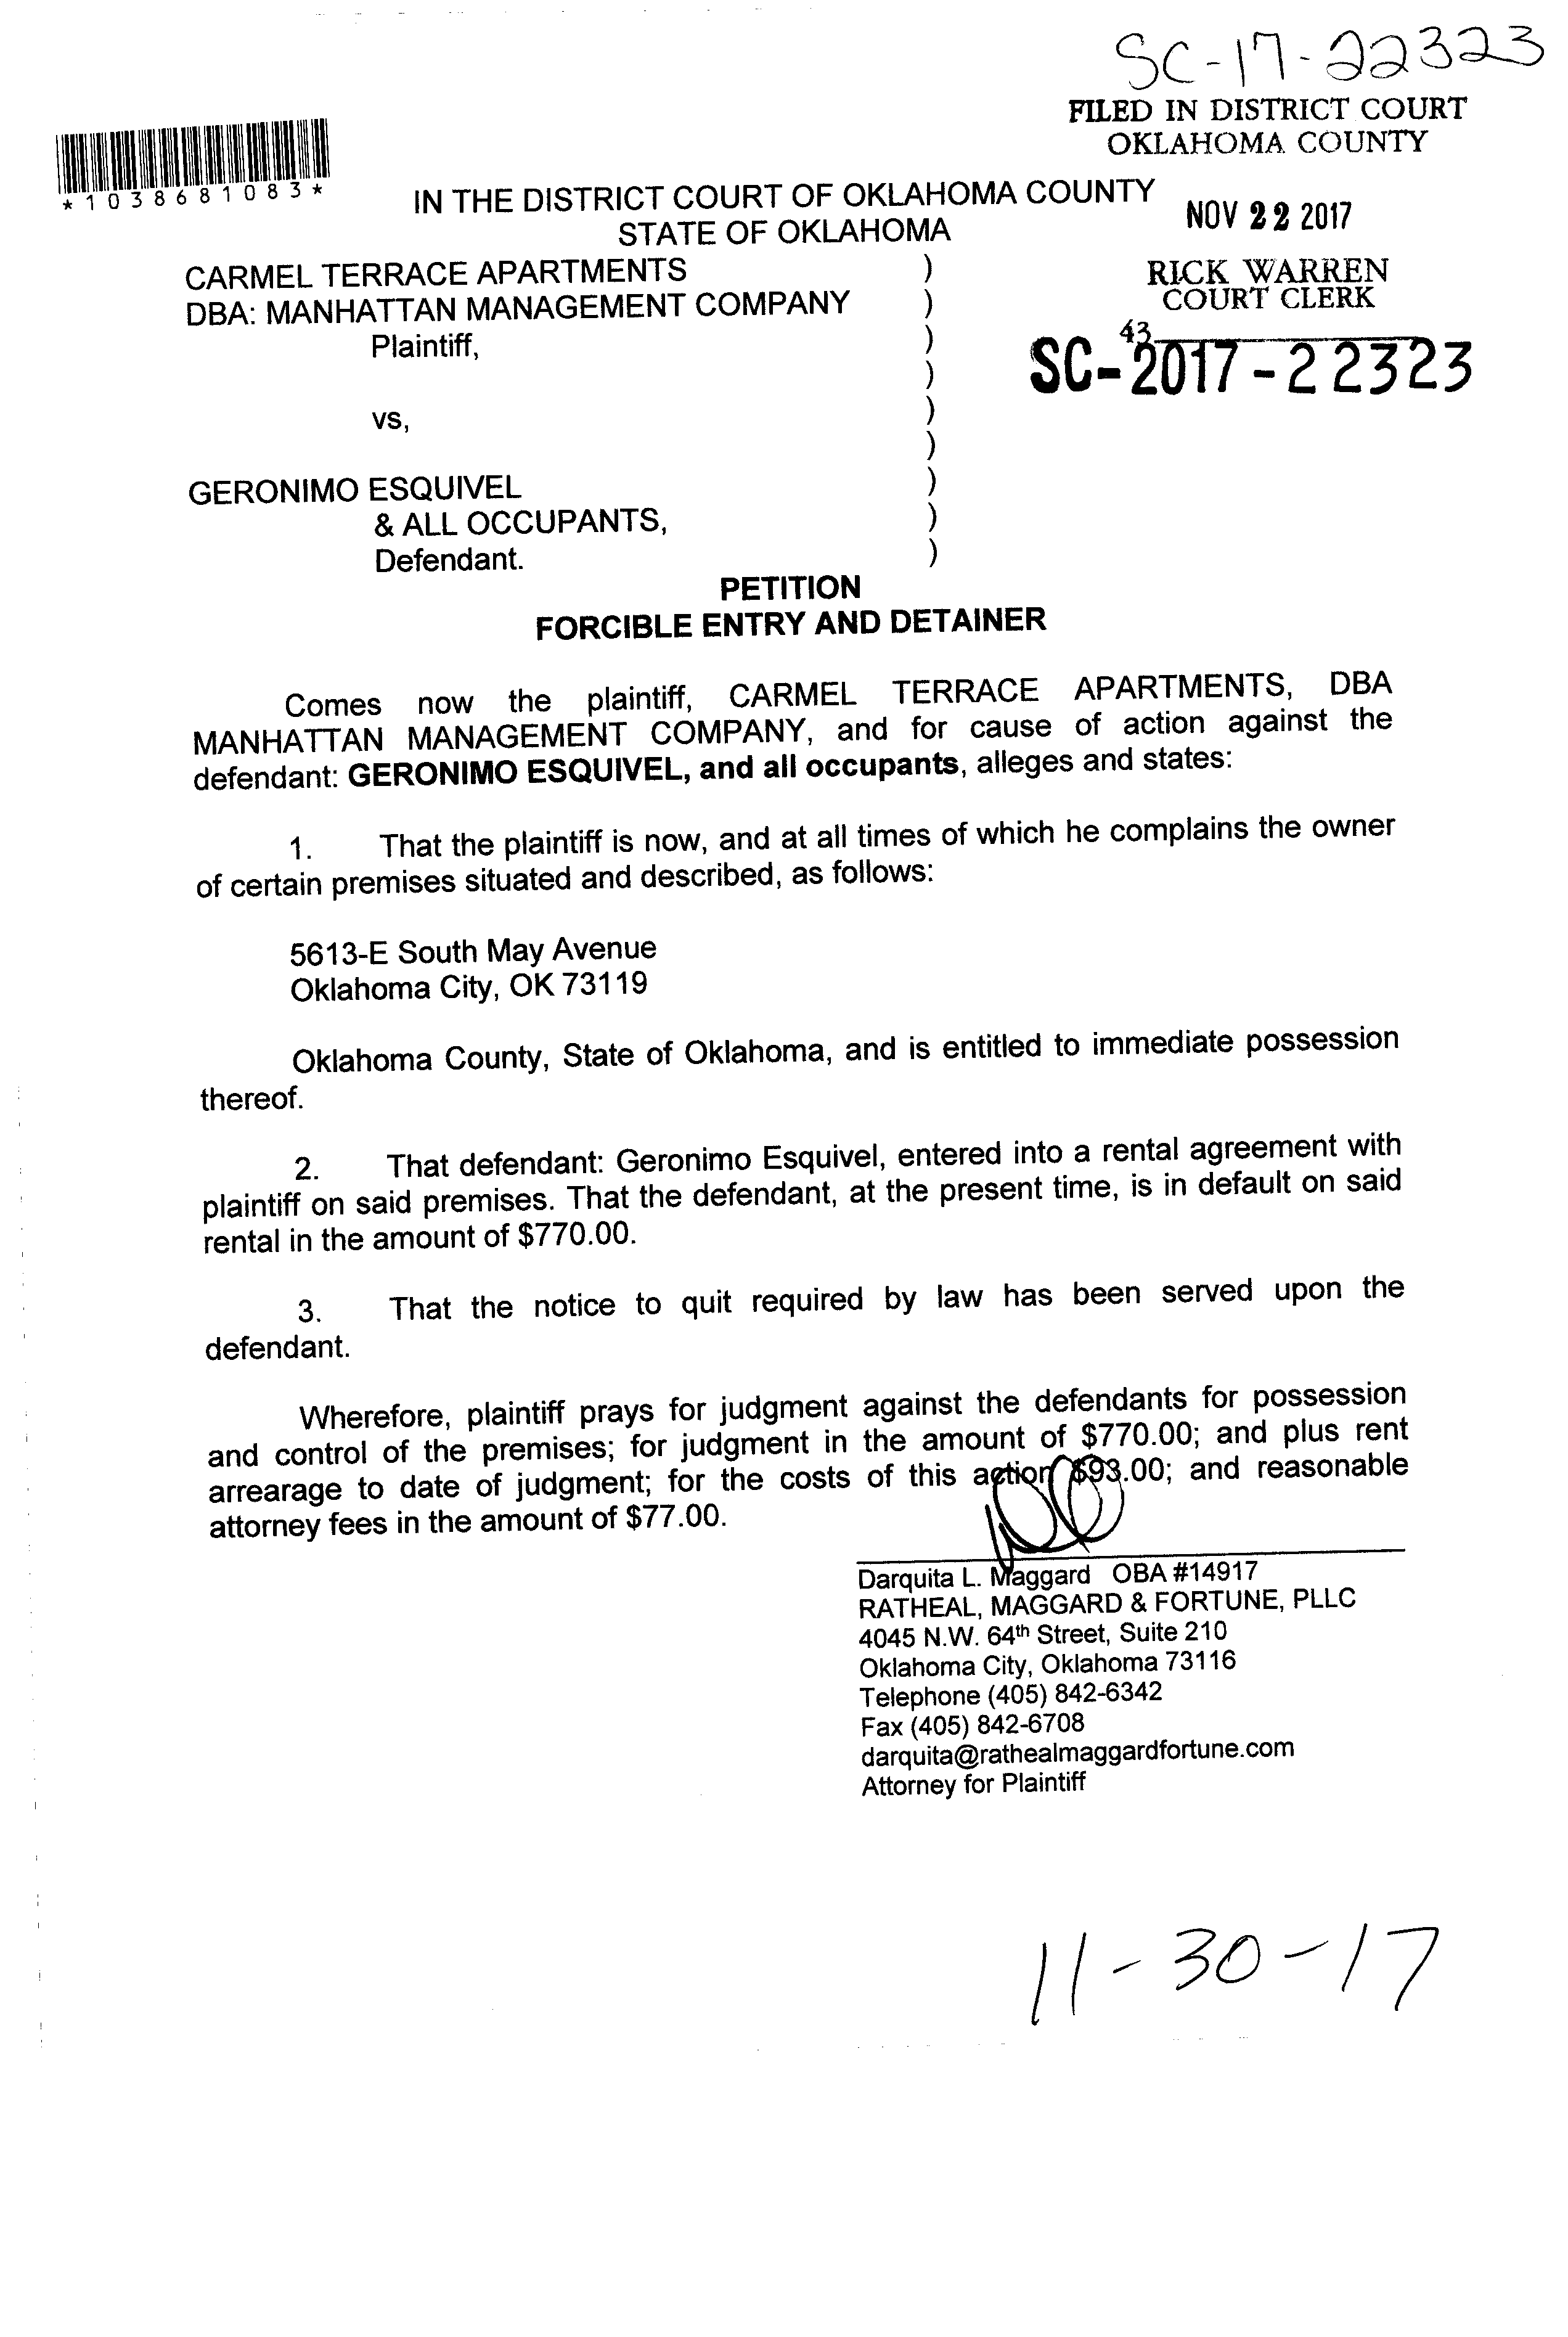 SC-17-22323
FILED IN DISTRICT COURT
OKLAHOMA COUNTY
*1038681083*
IN THE DISTRICT COURT OF OKLAHOMA COUNTY
STATE OF OKLAHOMA
NOV 22 2017
CARMEL TERRACE APARTMENTS )
DBA: MANHATTAN MANAGEMENT COMPANY )
Plaintiff, )
)
vs, )
)
GERONIMO ESQUIVEL )
& ALL OCCUPANTS, )
Defendant. )
RICK WARREN
COURT CLERK
43
SC-2017-22323
PETITION
FORCIBLE ENTRY AND DETAINER
Comes now the plaintiff, CARMEL TERRACE APARTMENTS, DBA
MANHATTAN MANAGEMENT COMPANY, and for cause of action against the
defendant: GERONIMO ESQUIVEL, and all occupants, alleges and states:
1. That the plaintiff is now, and at all times of which he complains the owner
of certain premises situated and described, as follows:
5613-E South May Avenue
Oklahoma City, OK 73119
Oklahoma County, State of Oklahoma, and is entitled to immediate possession
thereof.
2. That defendant: Geronimo Esquivel, entered into a rental agreement with
plaintiff on said premises. That the defendant, at the present time, is in default on said
rental in the amount of $770.00.
3. That the notice to quit required by law has been served upon the
defendant.
Wherefore, plaintiff prays for judgment against the defendants for possession
and control of the premises; for judgment in the amount of $770.00; and plus rent
arrearage to date of judgment; for the costs of this action $93.00; and reasonable
attorney fees in the amount of $77.00.
Darquita L. Maggard OBA #14917
RATHEAL, MAGGARD & FORTUNE, PLLC
4045 N.W. 64th Street, Suite 210
Oklahoma City, Oklahoma 73116
Telephone (405) 842-6342
Fax (405) 842-6708
darquita@rathealmaggardfortune.com
Attorney for Plaintiff
11-30-17